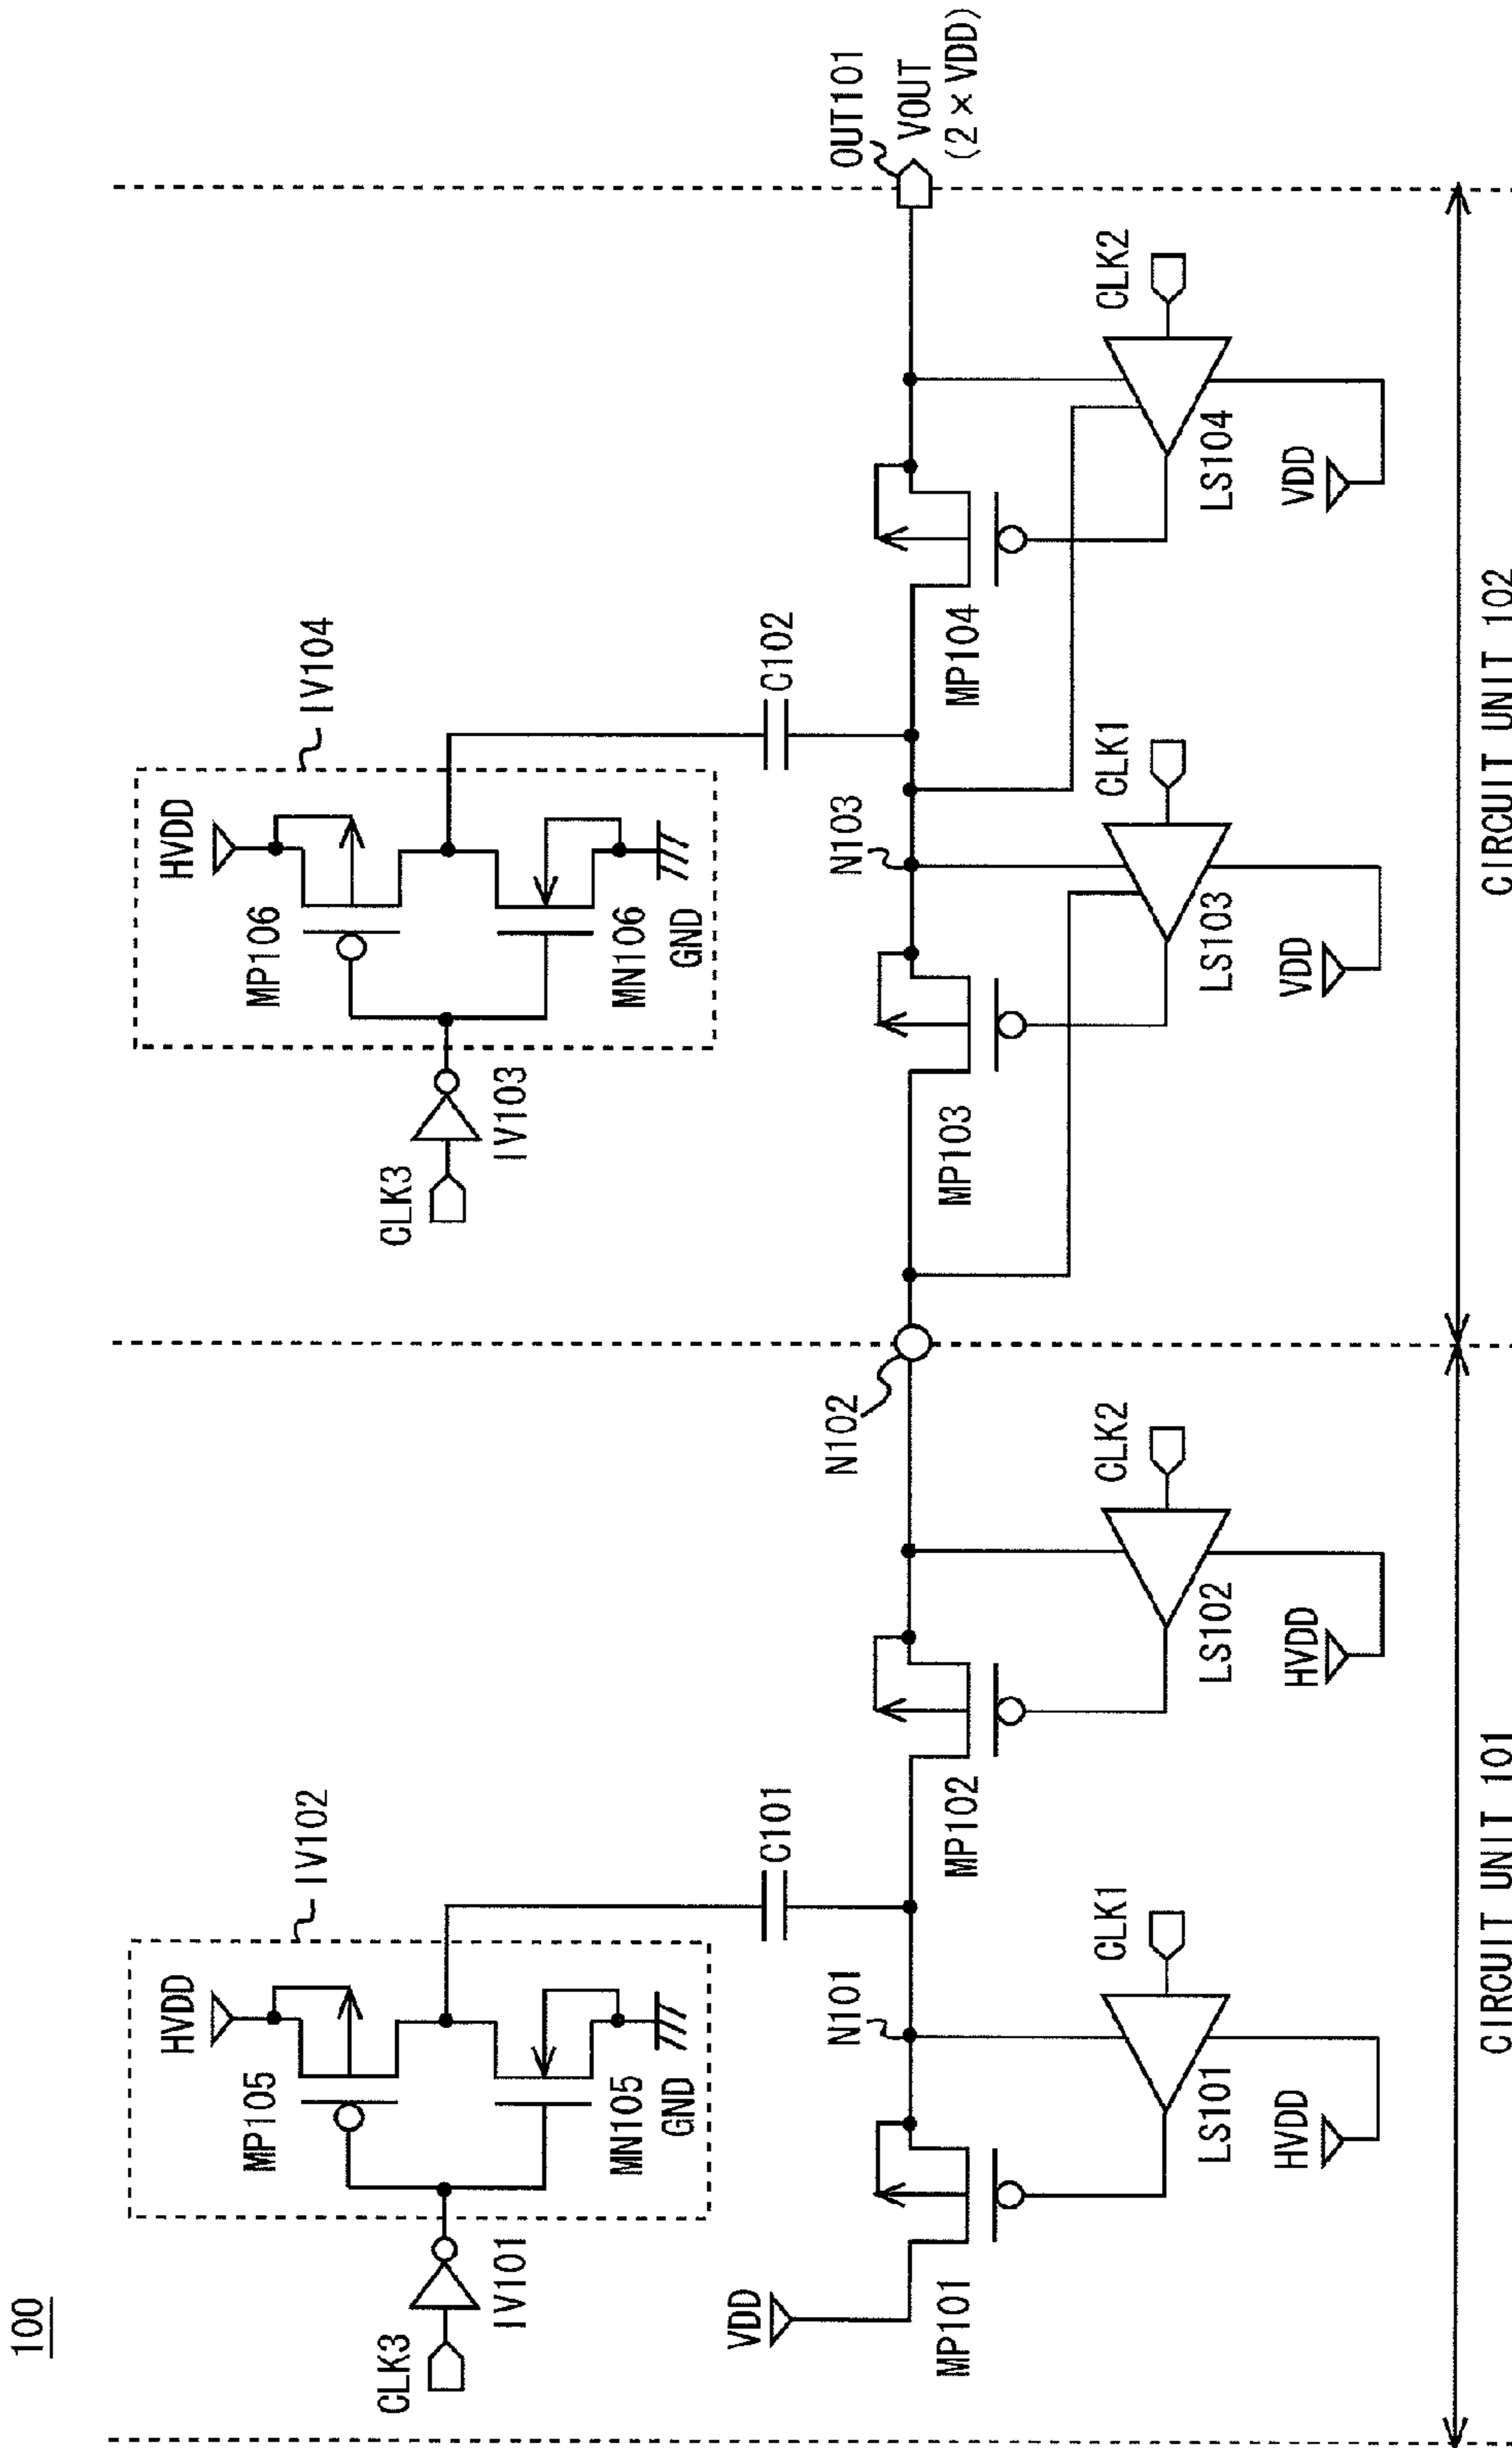 100
CLK3
IV101
HVDD
MP105
MN105
GND
IV102
C101
VDD
MP101
N101
MP102
N102
CLK1
LS101
HVDD
CLK2
LS102
HVDD
CIRCUIT UNIT 101
CLK3
IV103
HVDD
MP106
MN106
GND
IV104
C102
MP103
N103
MP104
OUT101
VOUT
(2×VDD)
CLK1
LS103
VDD
CLK2
LS104
VDD
CIRCUIT UNIT 102